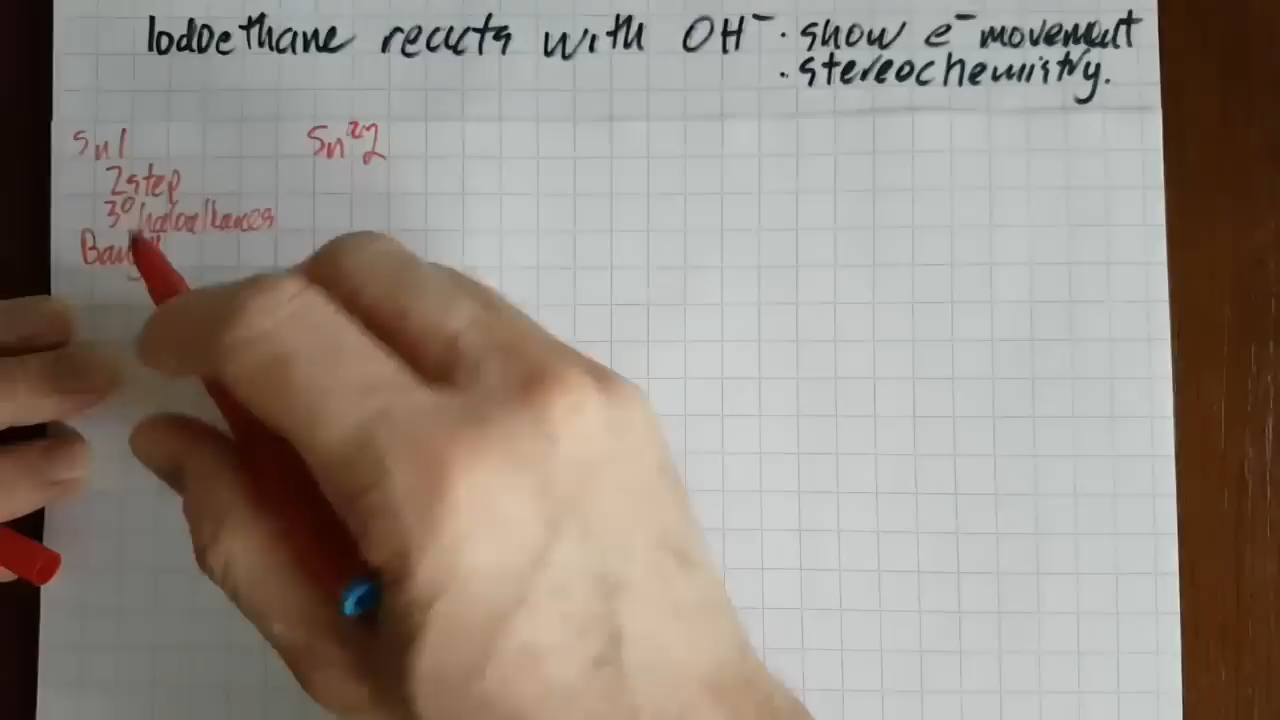 Iodoethane reacts with OH⁻ · show e⁻ movement
· stereochemistry.
Sn1
Sn2
2 step
3° haloalkanes